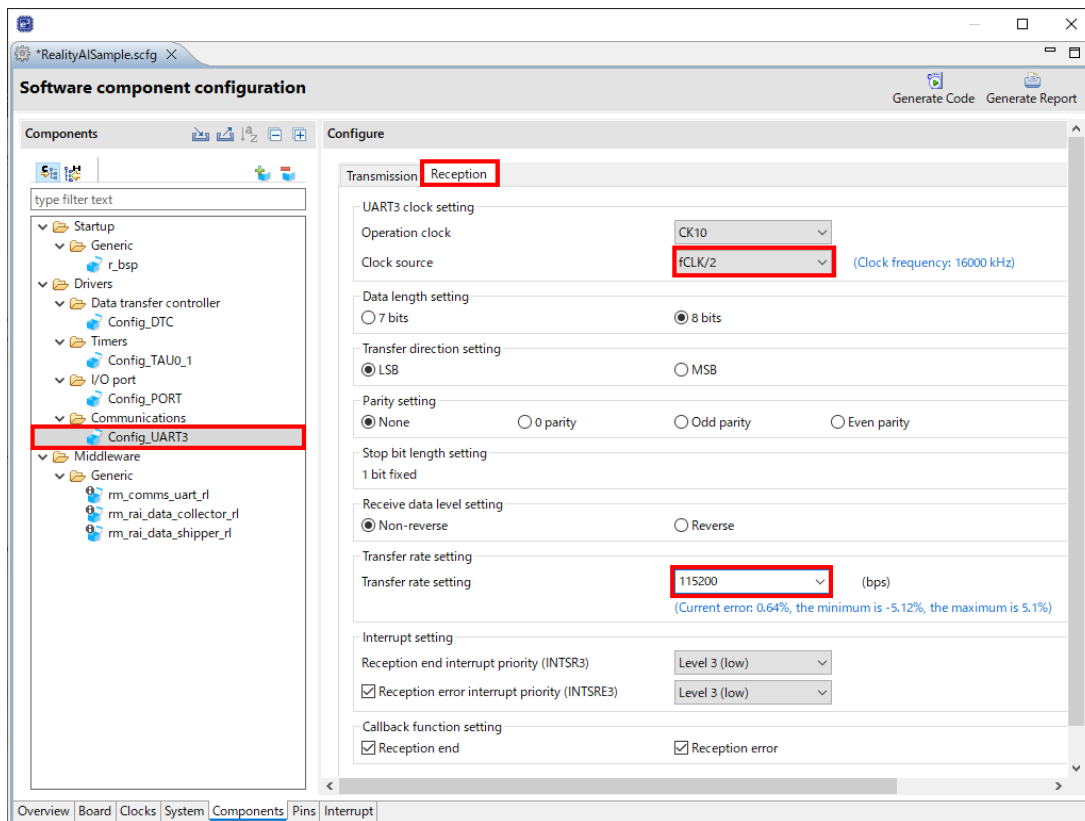 *RealityAISample.scfg
Software component configuration
Generate Code Generate Report
Components
Configure
type filter text
Startup
Generic
r_bsp
Drivers
Data transfer controller
Config_DTC
Timers
Config_TAU0_1
I/O port
Config_PORT
Communications
Config_UART3
Middleware
Generic
rm_comms_uart_rl
rm_rai_data_collector_rl
rm_rai_data_shipper_rl
Transmission Reception
UART3 clock setting
Operation clock CK10
Clock source fCLK/2 (Clock frequency: 16000 kHz)
Data length setting
7 bits 8 bits
Transfer direction setting
LSB MSB
Parity setting
None 0 parity Odd parity Even parity
Stop bit length setting
1 bit fixed
Receive data level setting
Non-reverse Reverse
Transfer rate setting
Transfer rate setting 115200 (bps)
(Current error: 0.64%, the minimum is -5.12%, the maximum is 5.1%)
Interrupt setting
Reception end interrupt priority (INTSR3) Level 3 (low)
Reception error interrupt priority (INTSRE3) Level 3 (low)
Callback function setting
Reception end Reception error
Overview Board Clocks System Components Pins Interrupt